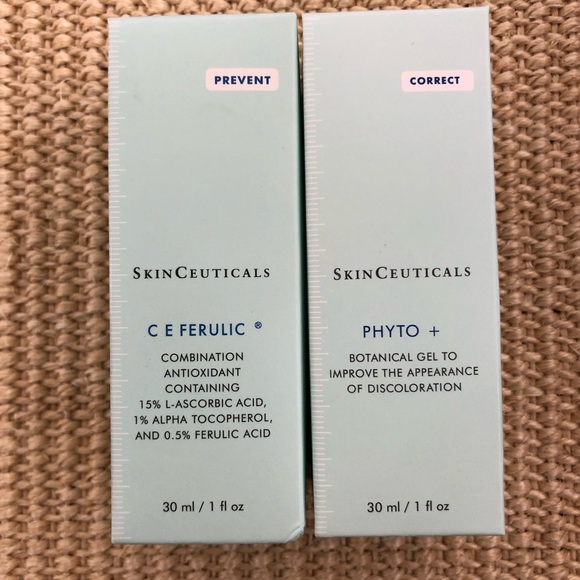 PREVENT
SKINCEUTICALS
C E FERULIC ®
COMBINATION
ANTIOXIDANT
CONTAINING
15% L-ASCORBIC ACID,
1% ALPHA TOCOPHEROL,
AND 0.5% FERULIC ACID
30 ml / 1 fl oz
CORRECT
SKINCEUTICALS
PHYTO +
BOTANICAL GEL TO
IMPROVE THE APPEARANCE
OF DISCOLORATION
30 ml / 1 fl oz